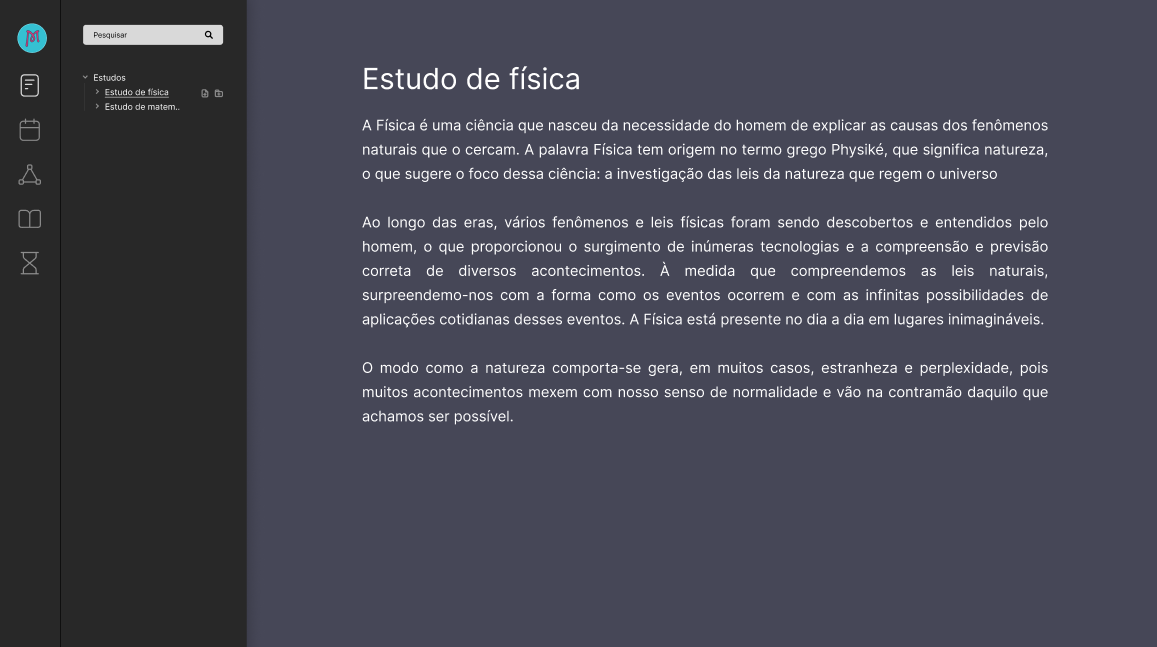 Pesquisar
Estudos
Estudo de física
Estudo de matem..
Estudo de física
A Física é uma ciência que nasceu da necessidade do homem de explicar as causas dos fenômenos
naturais que o cercam. A palavra Física tem origem no termo grego Physiké, que significa natureza,
o que sugere o foco dessa ciência: a investigação das leis da natureza que regem o universo
Ao longo das eras, vários fenômenos e leis físicas foram sendo descobertos e entendidos pelo
homem, o que proporcionou o surgimento de inúmeras tecnologias e a compreensão e previsão
correta de diversos acontecimentos. À medida que compreendemos as leis naturais,
surpreendemo-nos com a forma como os eventos ocorrem e com as infinitas possibilidades de
aplicações cotidianas desses eventos. A Física está presente no dia a dia em lugares inimagináveis.
O modo como a natureza comporta-se gera, em muitos casos, estranheza e perplexidade, pois
muitos acontecimentos mexem com nosso senso de normalidade e vão na contramão daquilo que
achamos ser possível.